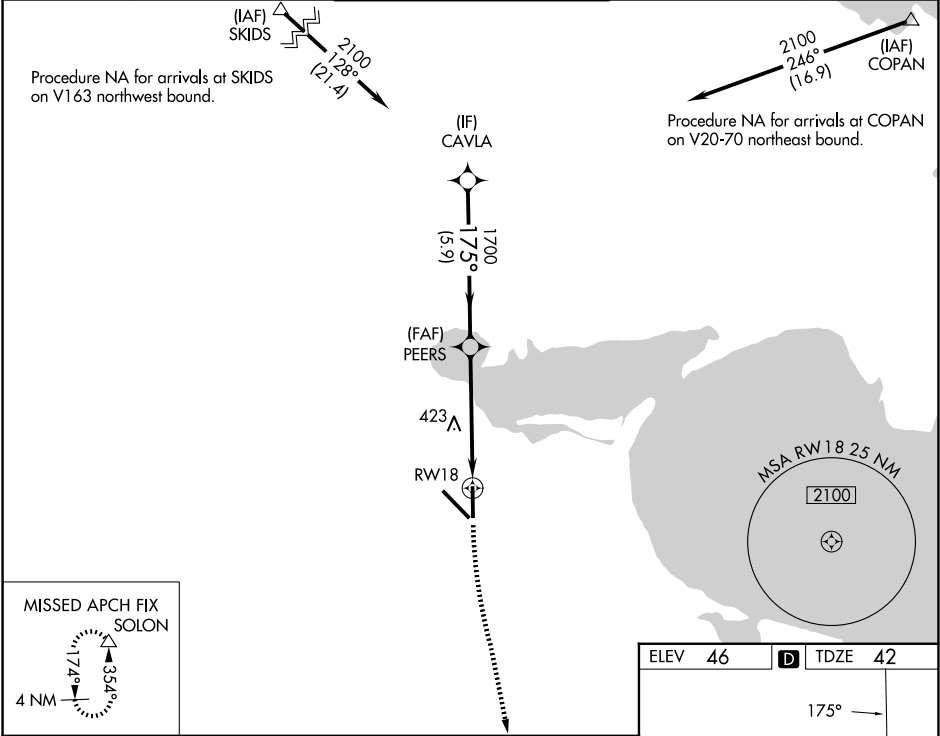 (IAF)
SKIDS
2100
128°
(21.4)
Procedure NA for arrivals at SKIDS
on V163 northwest bound.
2100
246°
(16.9)
(IAF)
COPAN
Procedure NA for arrivals at COPAN
on V20-70 northeast bound.
(IF)
CAVLA
1700
175°
(5.9)
(FAF)
PEERS
423
RW18
MSA RW18 25 NM
2100
MISSED APCH FIX
SOLON
174°
354°
4 NM
ELEV 46 D TDZE 42
175°